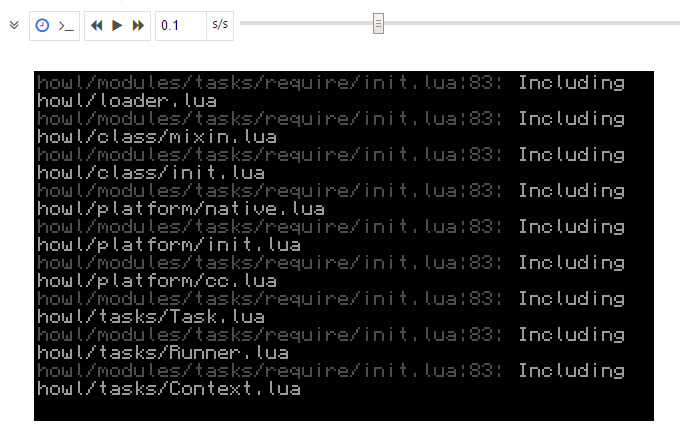 0.1 s/s
howl/modules/tasks/require/init.lua:83: Including
howl/loader.lua
howl/modules/tasks/require/init.lua:83: Including
howl/class/mixin.lua
howl/modules/tasks/require/init.lua:83: Including
howl/class/init.lua
howl/modules/tasks/require/init.lua:83: Including
howl/platform/native.lua
howl/modules/tasks/require/init.lua:83: Including
howl/platform/init.lua
howl/modules/tasks/require/init.lua:83: Including
howl/platform/cc.lua
howl/modules/tasks/require/init.lua:83: Including
howl/tasks/Task.lua
howl/modules/tasks/require/init.lua:83: Including
howl/tasks/Runner.lua
howl/modules/tasks/require/init.lua:83: Including
howl/tasks/Context.lua